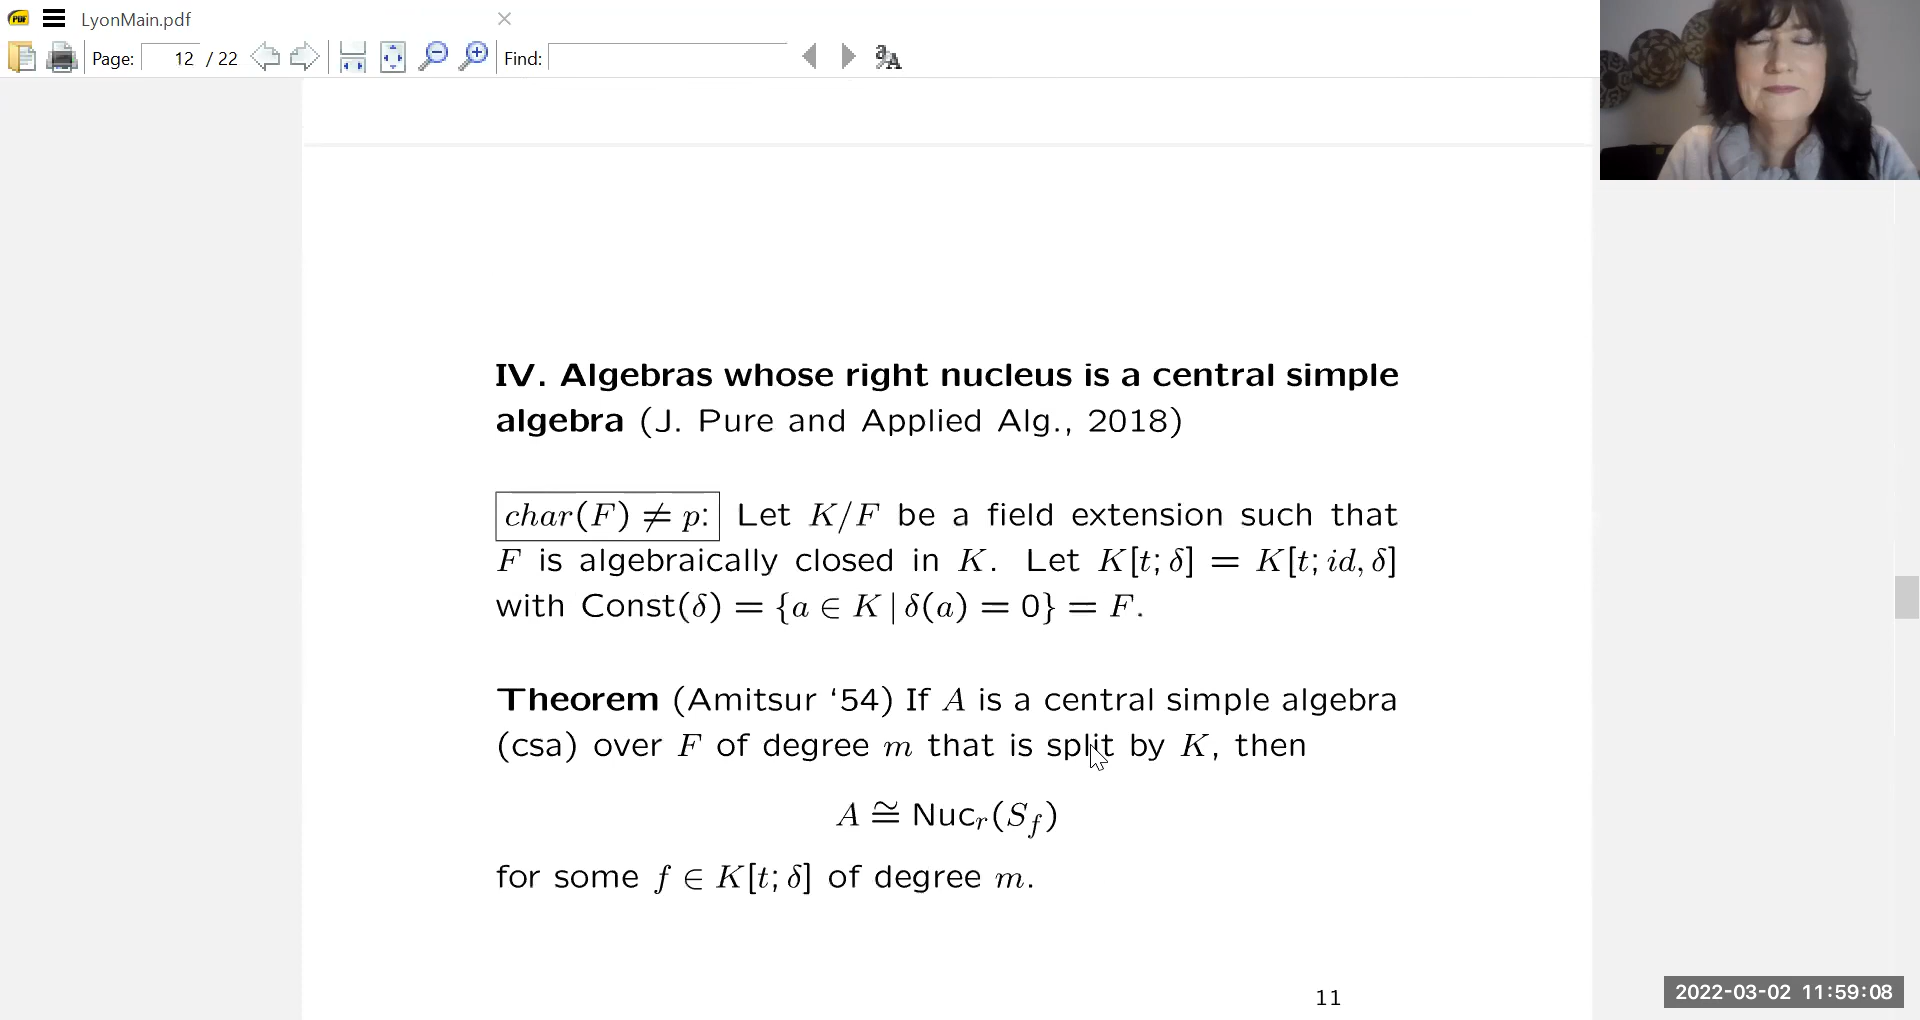 PDF LyonMain.pdf
Page: 12 / 22 Find:
IV. Algebras whose right nucleus is a central simple
algebra (J. Pure and Applied Alg., 2018)
char(F) ≠ p: Let K/F be a field extension such that
F is algebraically closed in K. Let K[t; δ] = K[t; id, δ]
with Const(δ) = {a ∈ K | δ(a) = 0} = F.
Theorem (Amitsur ‘54) If A is a central simple algebra
(csa) over F of degree m that is split by K, then
A ≅ Nuc_r(S_f)
for some f ∈ K[t; δ] of degree m.
11
2022-03-02 11:59:08